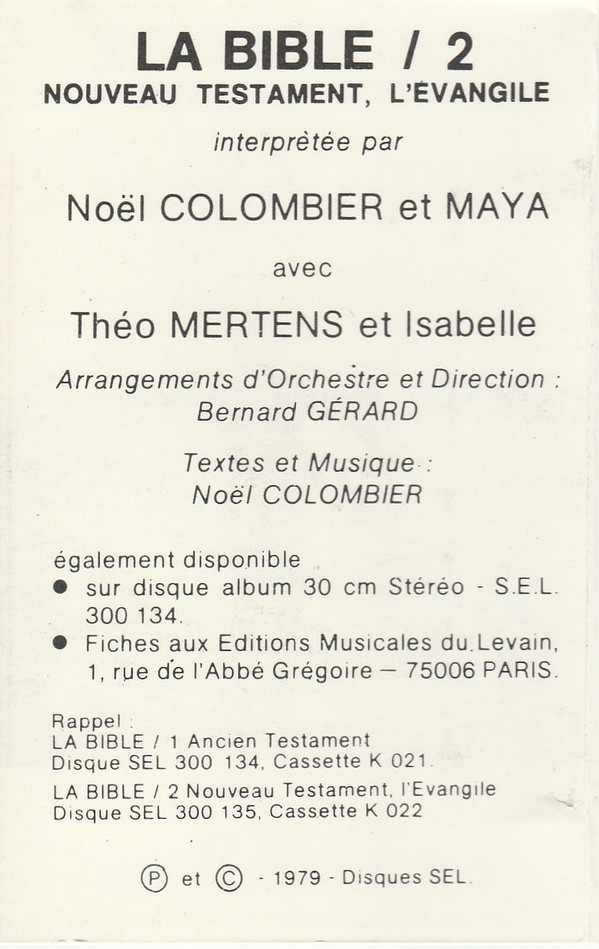 LA BIBLE / 2
NOUVEAU TESTAMENT, L'ÉVANGILE
interprètée par
Noël COLOMBIER et MAYA
avec
Théo MERTENS et Isabelle
Arrangements d'Orchestre et Direction :
Bernard GÉRARD
Textes et Musique :
Noël COLOMBIER
également disponible
● sur disque album 30 cm Stéréo - S.E.L.
300 134.
● Fiches aux Editions Musicales du Levain,
1, rue de l'Abbé Grégoire — 75006 PARIS.
Rappel :
LA BIBLE / 1 Ancien Testament
Disque SEL 300 134, Cassette K 021.
LA BIBLE / 2 Nouveau Testament, l'Evangile
Disque SEL 300 135, Cassette K 022
Ⓟ et Ⓒ - 1979 - Disques SEL.